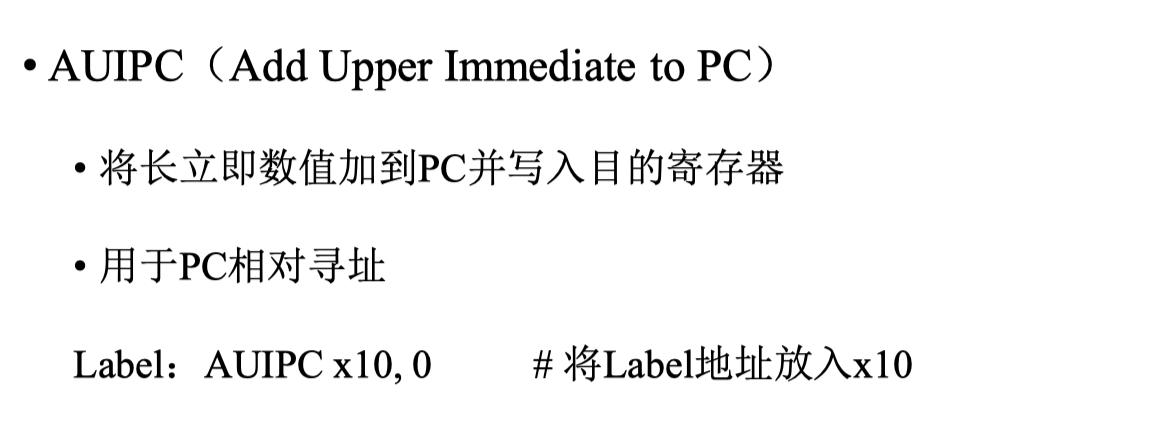 • AUIPC（Add Upper Immediate to PC）
• 将长立即数值加到PC并写入目的寄存器
• 用于PC相对寻址
Label：AUIPC x10, 0 # 将Label地址放入x10